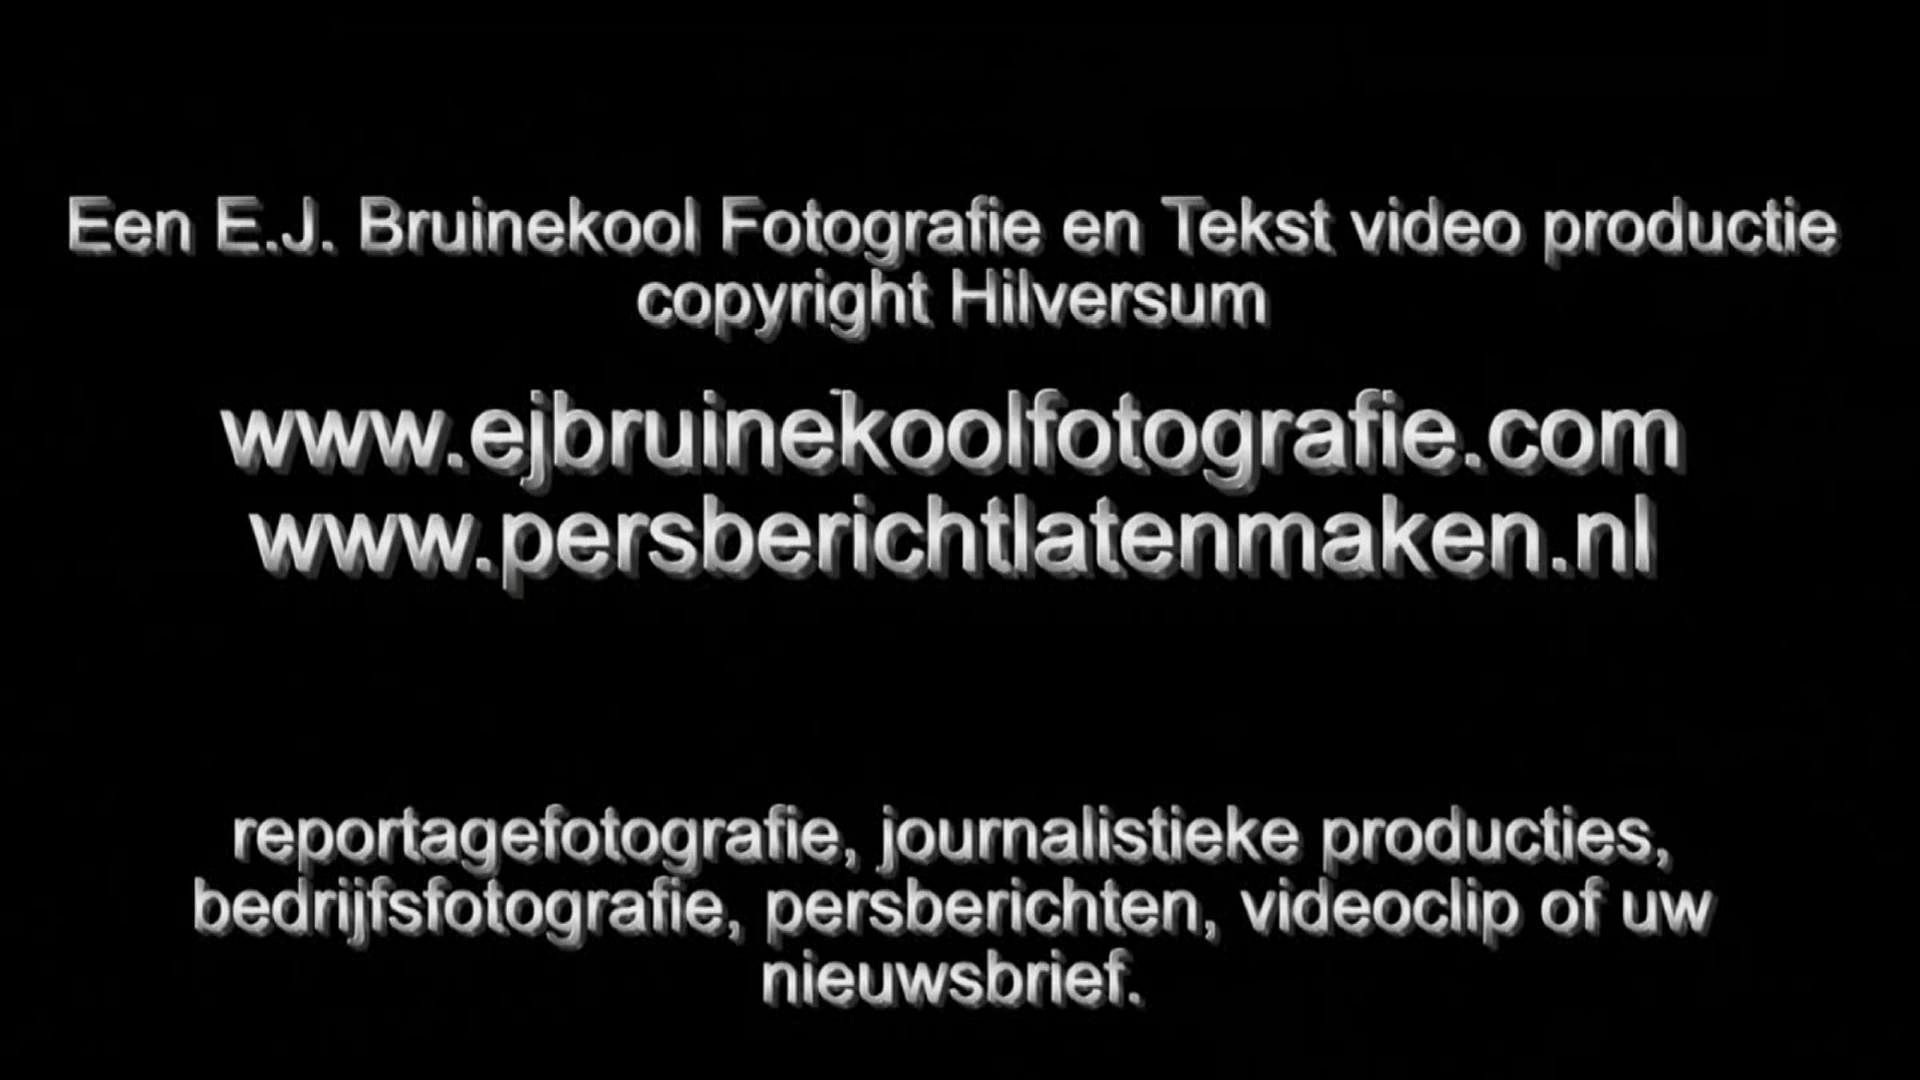 Een E.J. Bruinekool Fotografie en Tekst video productie
copyright Hilversum
www.ejbruinekoolfotografie.com
www.persberichtlatenmaken.nl
reportagefotografie, journalistieke producties,
bedrijfsfotografie, persberichten, videoclip of uw
nieuwsbrief.